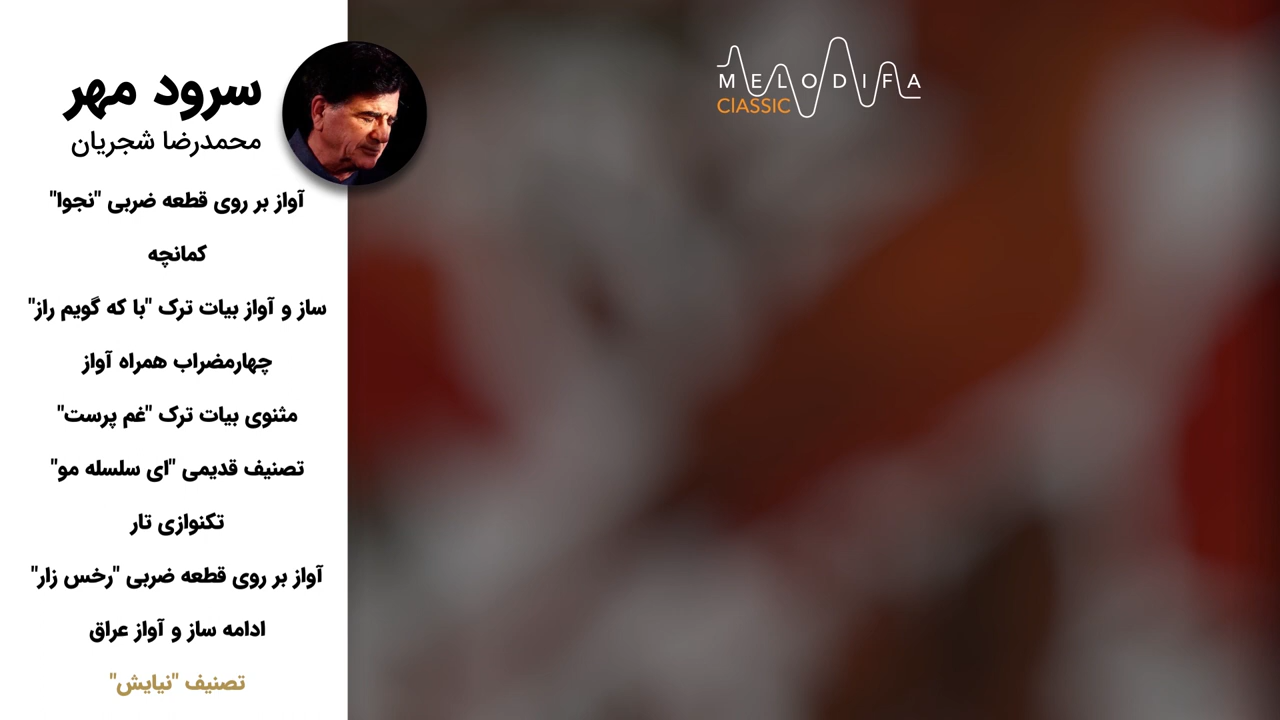 سرود مهر
محمدرضا شجریان
آواز بر روی قطعه ضربی "نجوا"
کمانچه
ساز و آواز بیات ترک "با که گویم راز"
چهارمضراب همراه آواز
مثنوی بیات ترک "غم پرست"
تصنیف قدیمی "ای سلسله مو"
تکنوازی تار
آواز بر روی قطعه ضربی "رخس زار"
ادامه ساز و آواز عراق
تصنیف "نیایش"
MELODIFA
ClASSIC